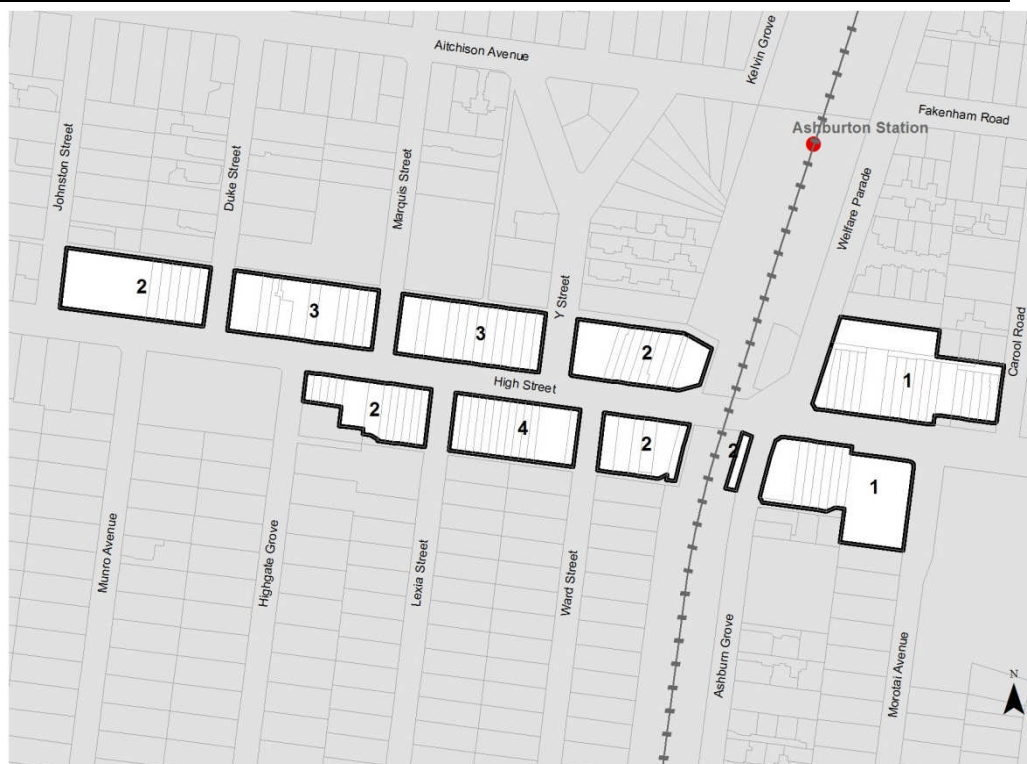 Aitchison Avenue
Kelvin Grove
Fakenham Road
Ashburton Station
Johnston Street
Duke Street
Marquis Street
Welfare Parade
Y Street
Carool Road
2
3
3
2
1
High Street
2
4
2
2
1
Munro Avenue
Highgate Grove
Lexia Street
Ward Street
Ashburn Grove
Morotai Avenue
N